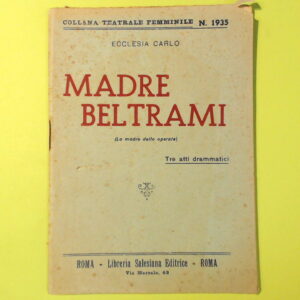 COLLANA TEATRALE FEMMINILE N. 1935
ECCLESIA CARLO
MADRE
BELTRAMI
(La madre delle operaie)
Tre atti drammatici
ROMA - Libreria Salesiana Editrice - ROMA
Via Marsala, 42